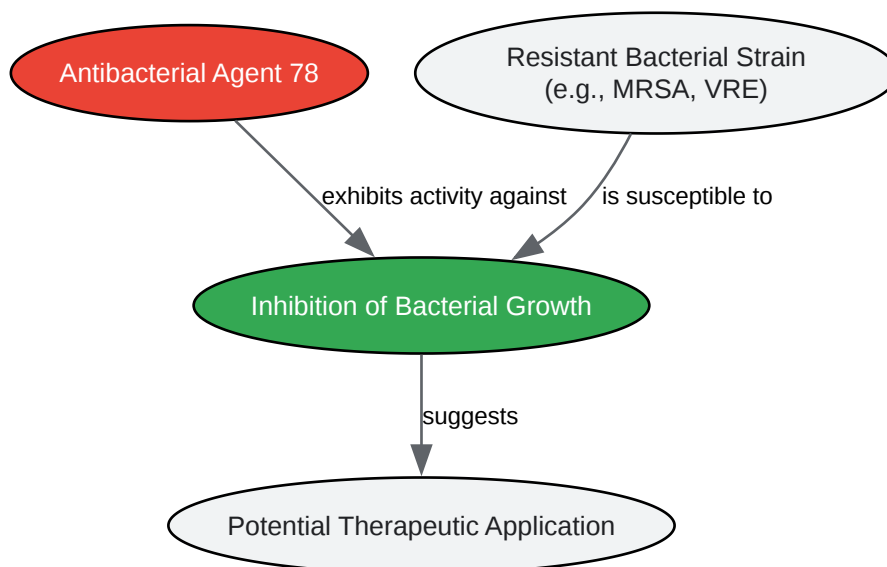 Antibacterial Agent 78
Resistant Bacterial Strain
(e.g., MRSA, VRE)
exhibits activity against
is susceptible to
Inhibition of Bacterial Growth
suggests
Potential Therapeutic Application